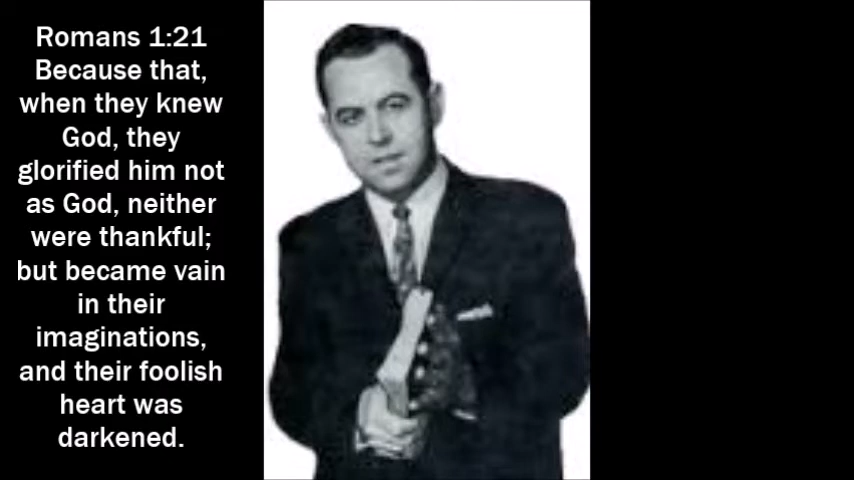 Romans 1:21
Because that,
when they knew
God, they
glorified him not
as God, neither
were thankful;
but became vain
in their
imaginations,
and their foolish
heart was
darkened.